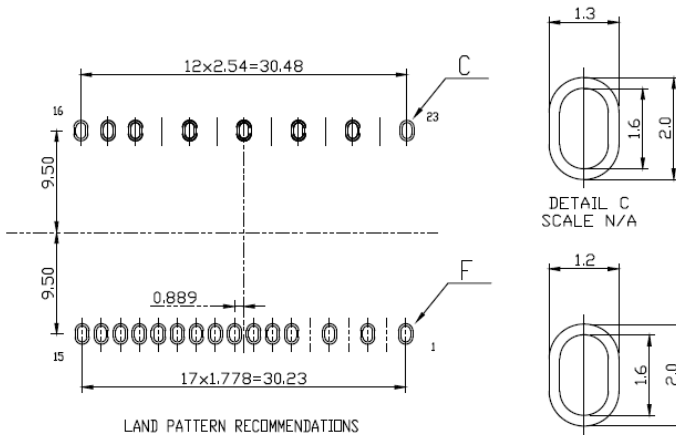 1.3
12x2.54=30.48
C
16
23
9.50
1.6
2.0
DETAIL C
SCALE N/A
9.50
1.2
F
0.889
15
1
1.6
2.0
17x1.778=30.23
LAND PATTERN RECOMMENDATIONS